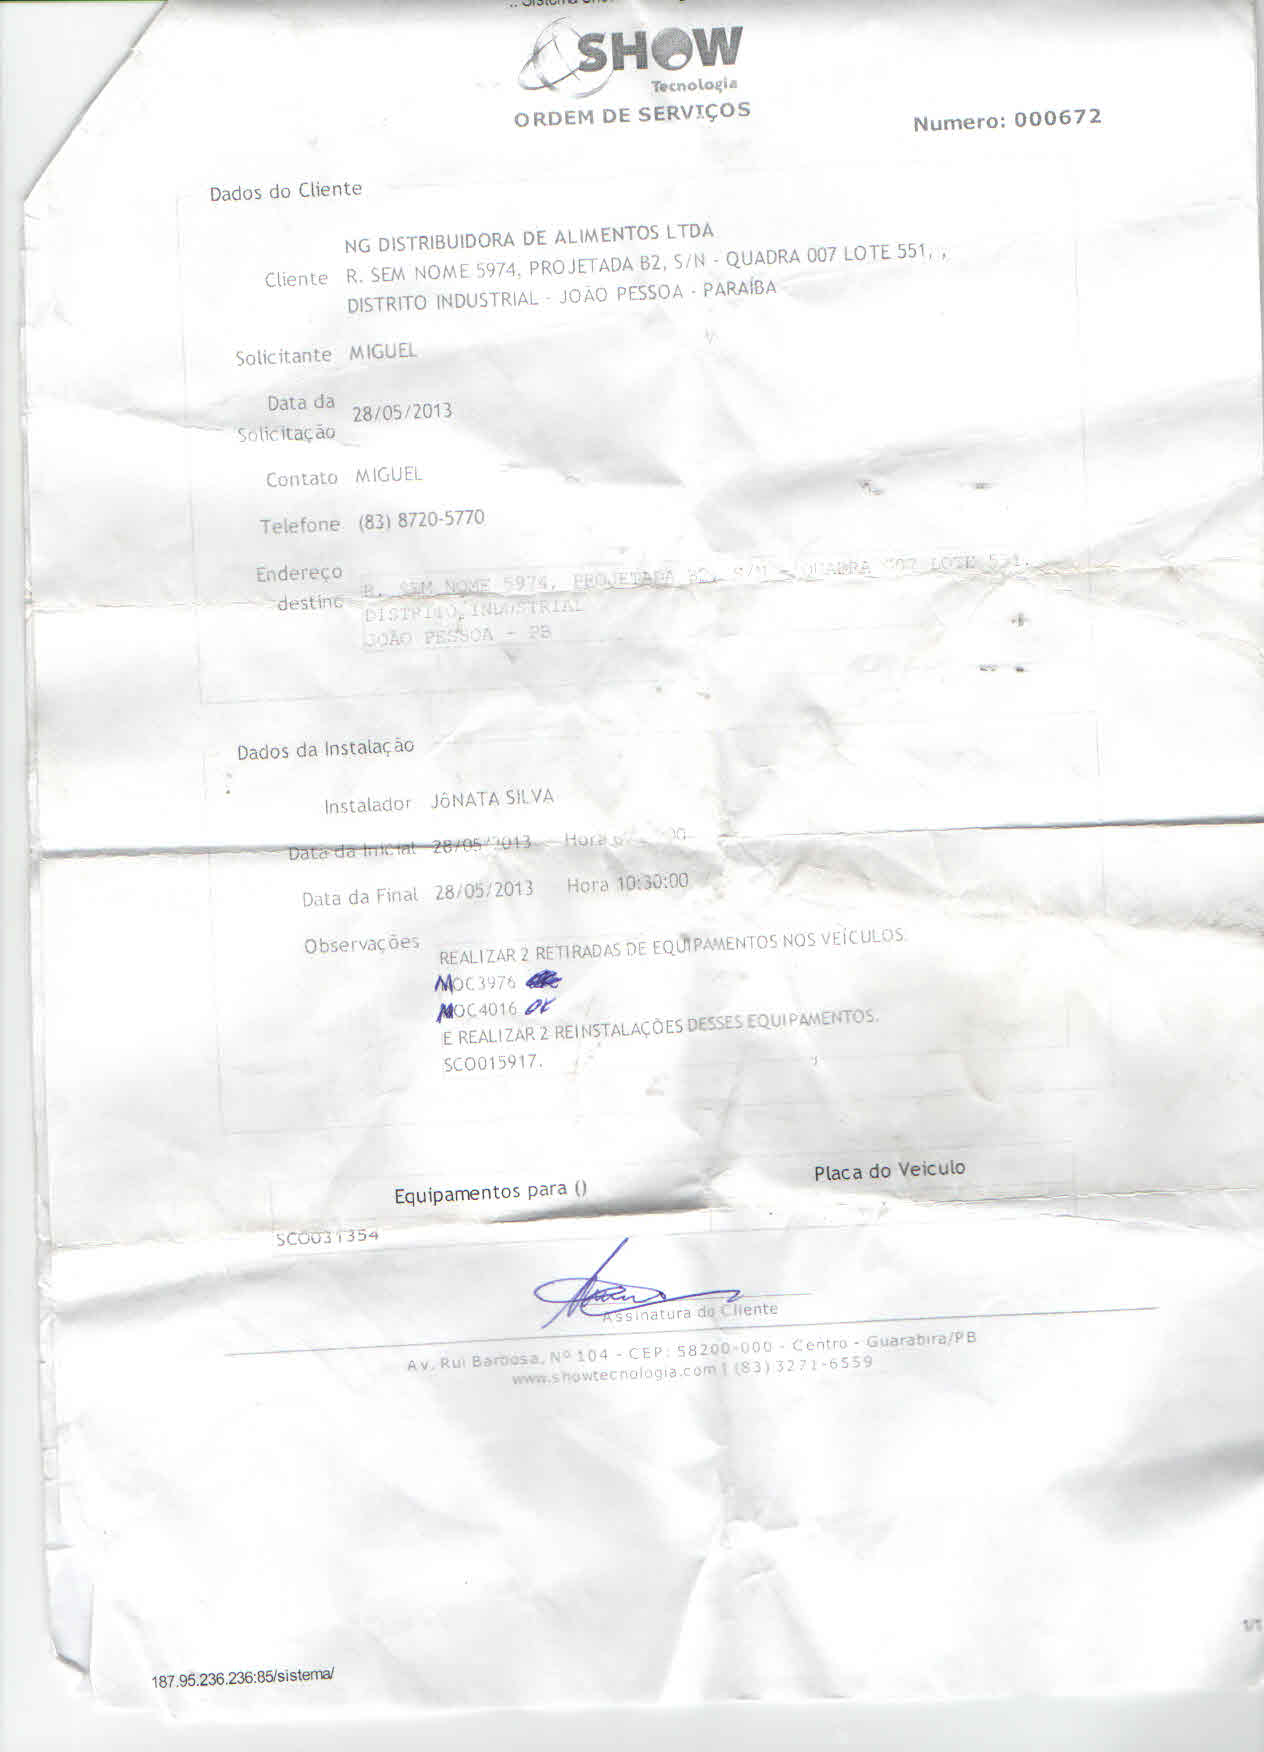 SHOW
Tecnologia
ORDEM DE SERVIÇOS
Numero: 000672
Dados do Cliente
NG DISTRIBUIDORA DE ALIMENTOS LTDA
Cliente R. SEM NOME 5974, PROJETADA B2, S/N - QUADRA 007 LOTE 551, ,
DISTRITO INDUSTRIAL - JOÃO PESSOA - PARAÍBA
Solicitante MIGUEL
Data da
Solicitação 28/05/2013
Contato MIGUEL
Telefone (83) 8720-5770
Endereço
destino R. SEM NOME 5974, PROJETADA B2, S/N - QUADRA 007 LOTE 551,
DISTRITO INDUSTRIAL
JOÃO PESSOA - PB
Dados da Instalação
Instalador JÔNATA SILVA
Data da Inicial 28/05/2013 Hora
Data da Final 28/05/2013 Hora 10:30:00
Observações REALIZAR 2 RETIRADAS DE EQUIPAMENTOS NOS VEÍCULOS.
MOC3976
MOC4016 OK
E REALIZAR 2 REINSTALAÇÕES DESSES EQUIPAMENTOS.
SCO015917.
Equipamentos para () Placa do Veiculo
SCO031354
Assinatura do Cliente
Av. Rui Barbosa, Nº 104 - CEP: 58200-000 - Centro - Guarabira/PB
www.showtecnologia.com | (83) 3271-6559
1/1
187.95.236.236:85/sistema/